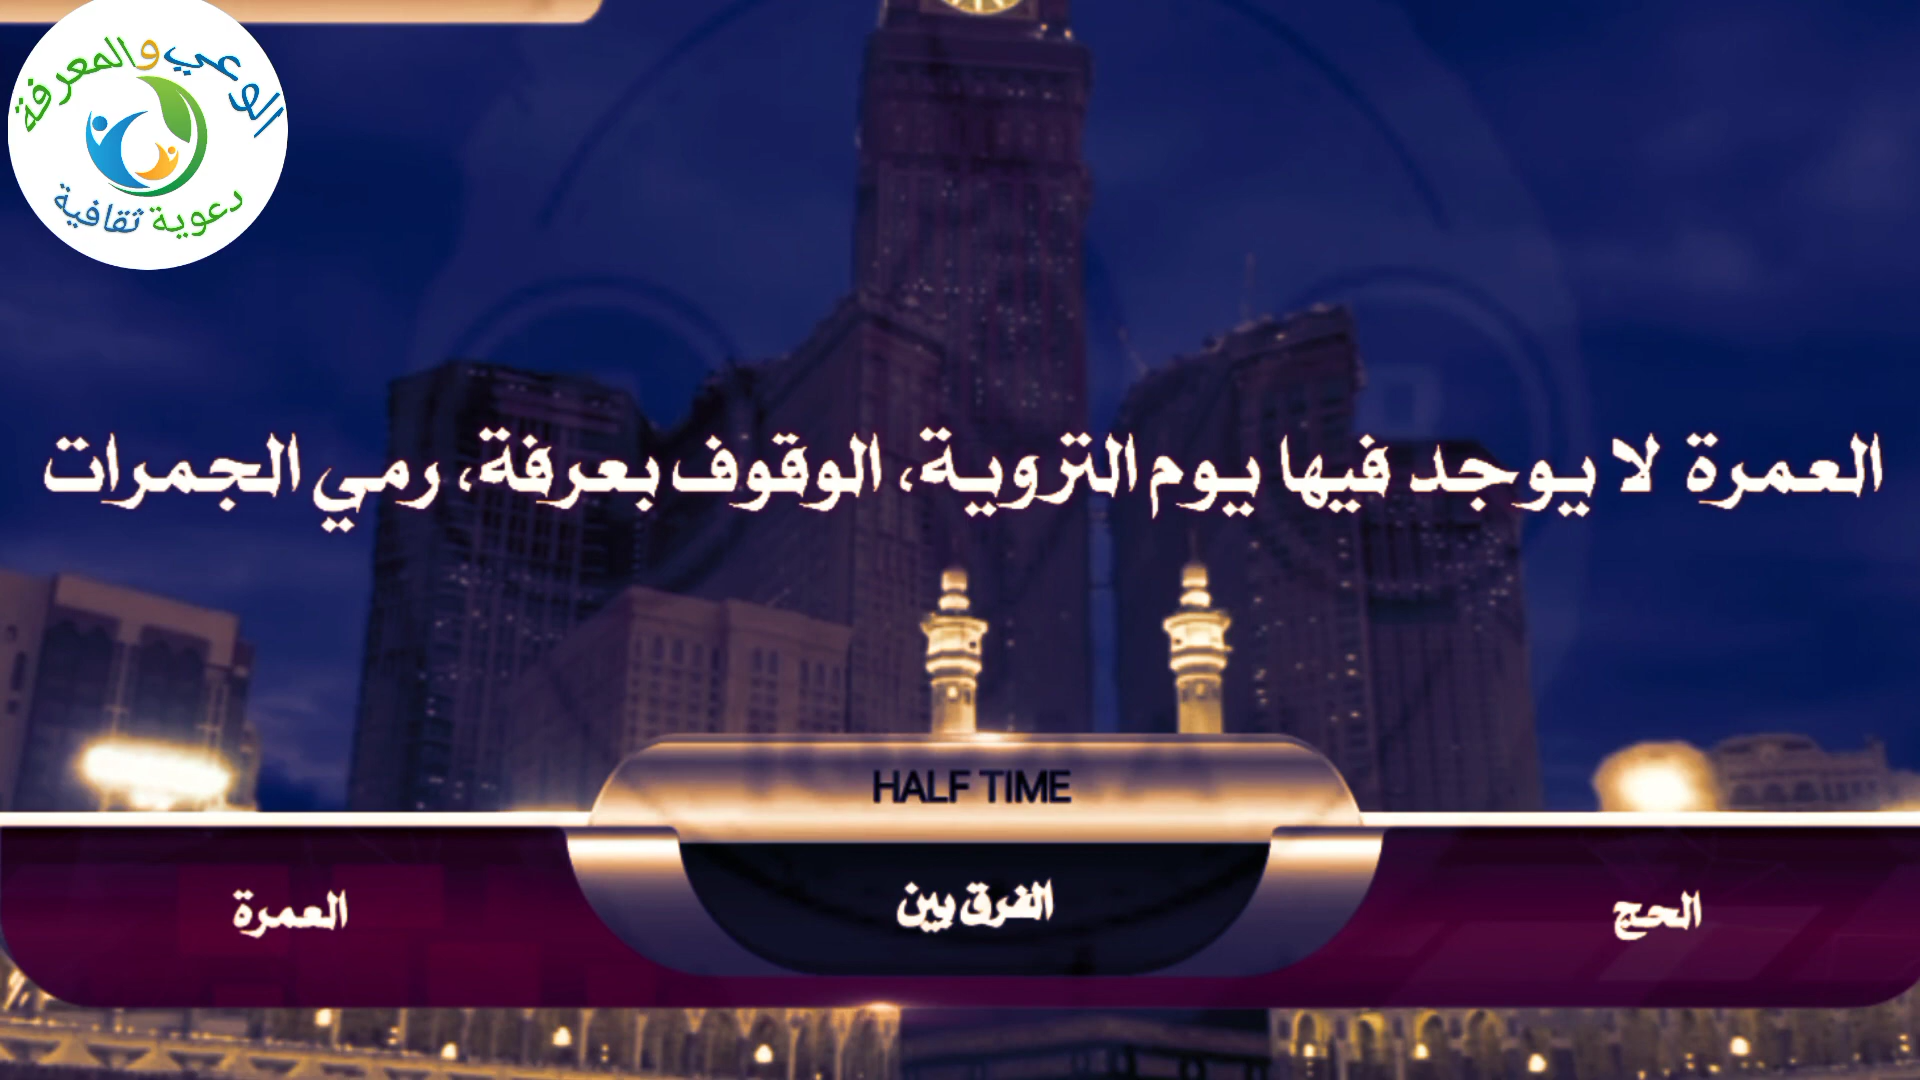 الوعي والمعرفة
دعوية ثقافية
العمرة لا يوجد فيها يوم التروية، الوقوف بعرفة، رمي الجمرات
HALF TIME
الحج
الفرق بين
العمرة